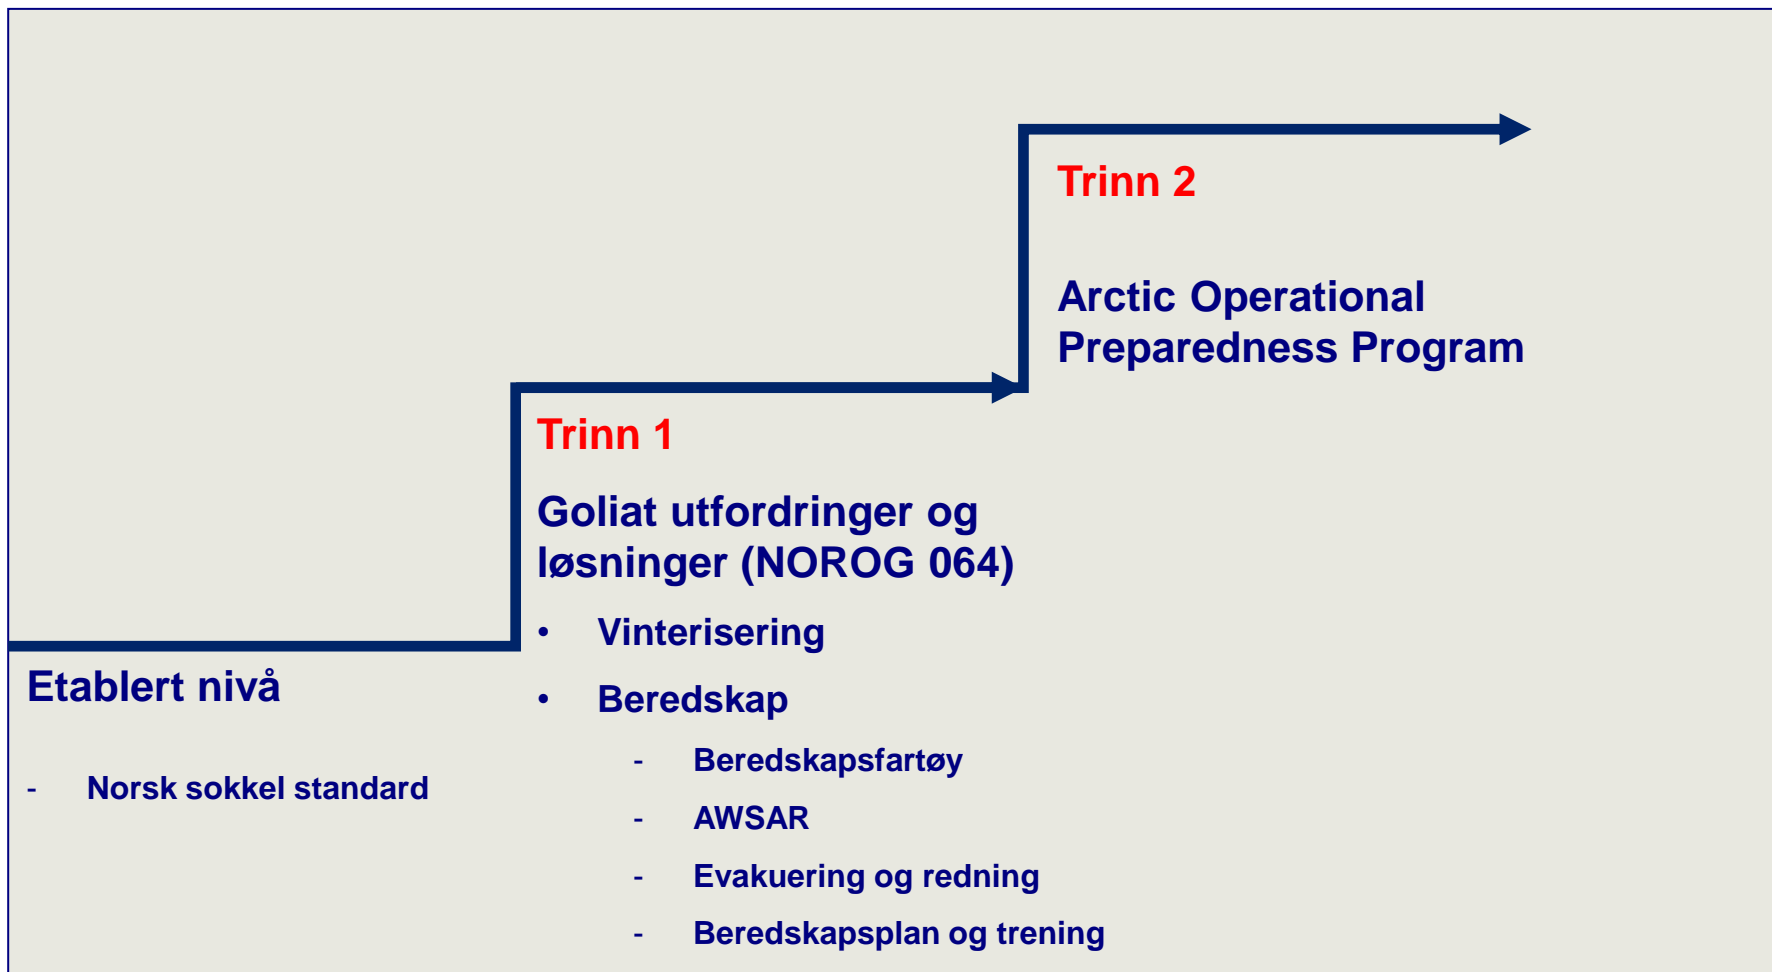 Etablert nivå
- Norsk sokkel standard
Trinn 1
Goliat utfordringer og
løsninger (NOROG 064)
• Vinterisering
• Beredskap
- Beredskapsfartøy
- AWSAR
- Evakuering og redning
- Beredskapsplan og trening
Trinn 2
Arctic Operational
Preparedness Program